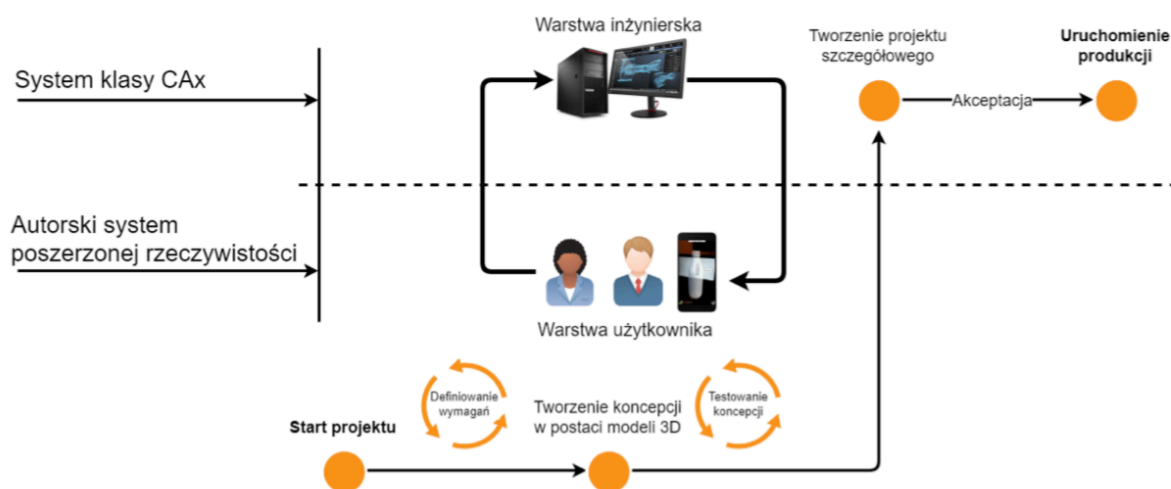 Warstwa inżynierska
Tworzenie projektu
szczegółowego
Uruchomienie
produkcji
System klasy CAx
Akceptacja
Autorski system
poszerzonej rzeczywistości
Warstwa użytkownika
Definiowanie
wymagań
Testowanie
koncepcji
Start projektu
Tworzenie koncepcji
w postaci modeli 3D